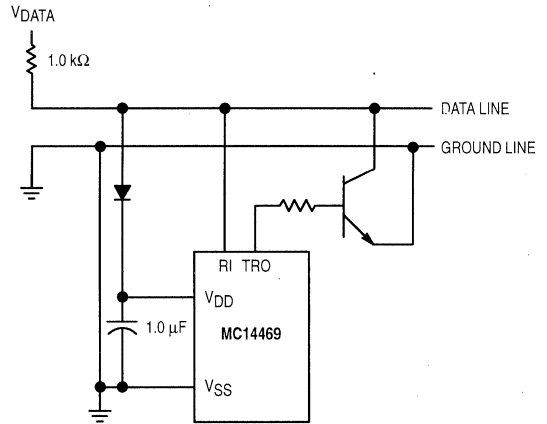 VDATA
1.0 kΩ
DATA LINE
GROUND LINE
RI TRO
VDD
1.0 µF
MC14469
VSS